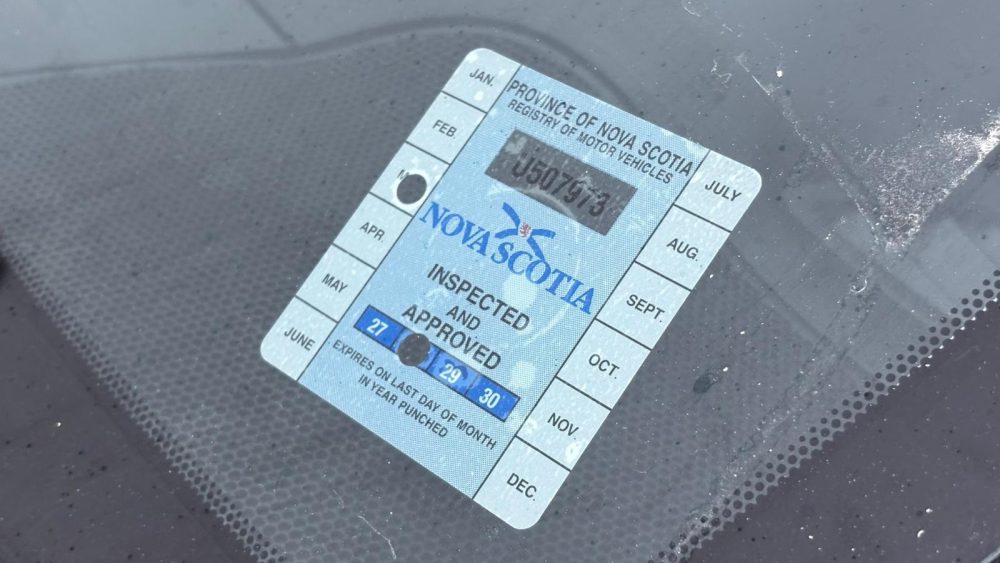 JAN.
FEB.
M
APR.
MAY
JUNE
PROVINCE OF NOVA SCOTIA
REGISTRY OF MOTOR VEHICLES
U507973
NOVA SCOTIA
INSPECTED
AND
APPROVED
27 29 30
EXPIRES ON LAST DAY OF MONTH
IN YEAR PUNCHED
JULY
AUG.
SEPT.
OCT.
NOV.
DEC.